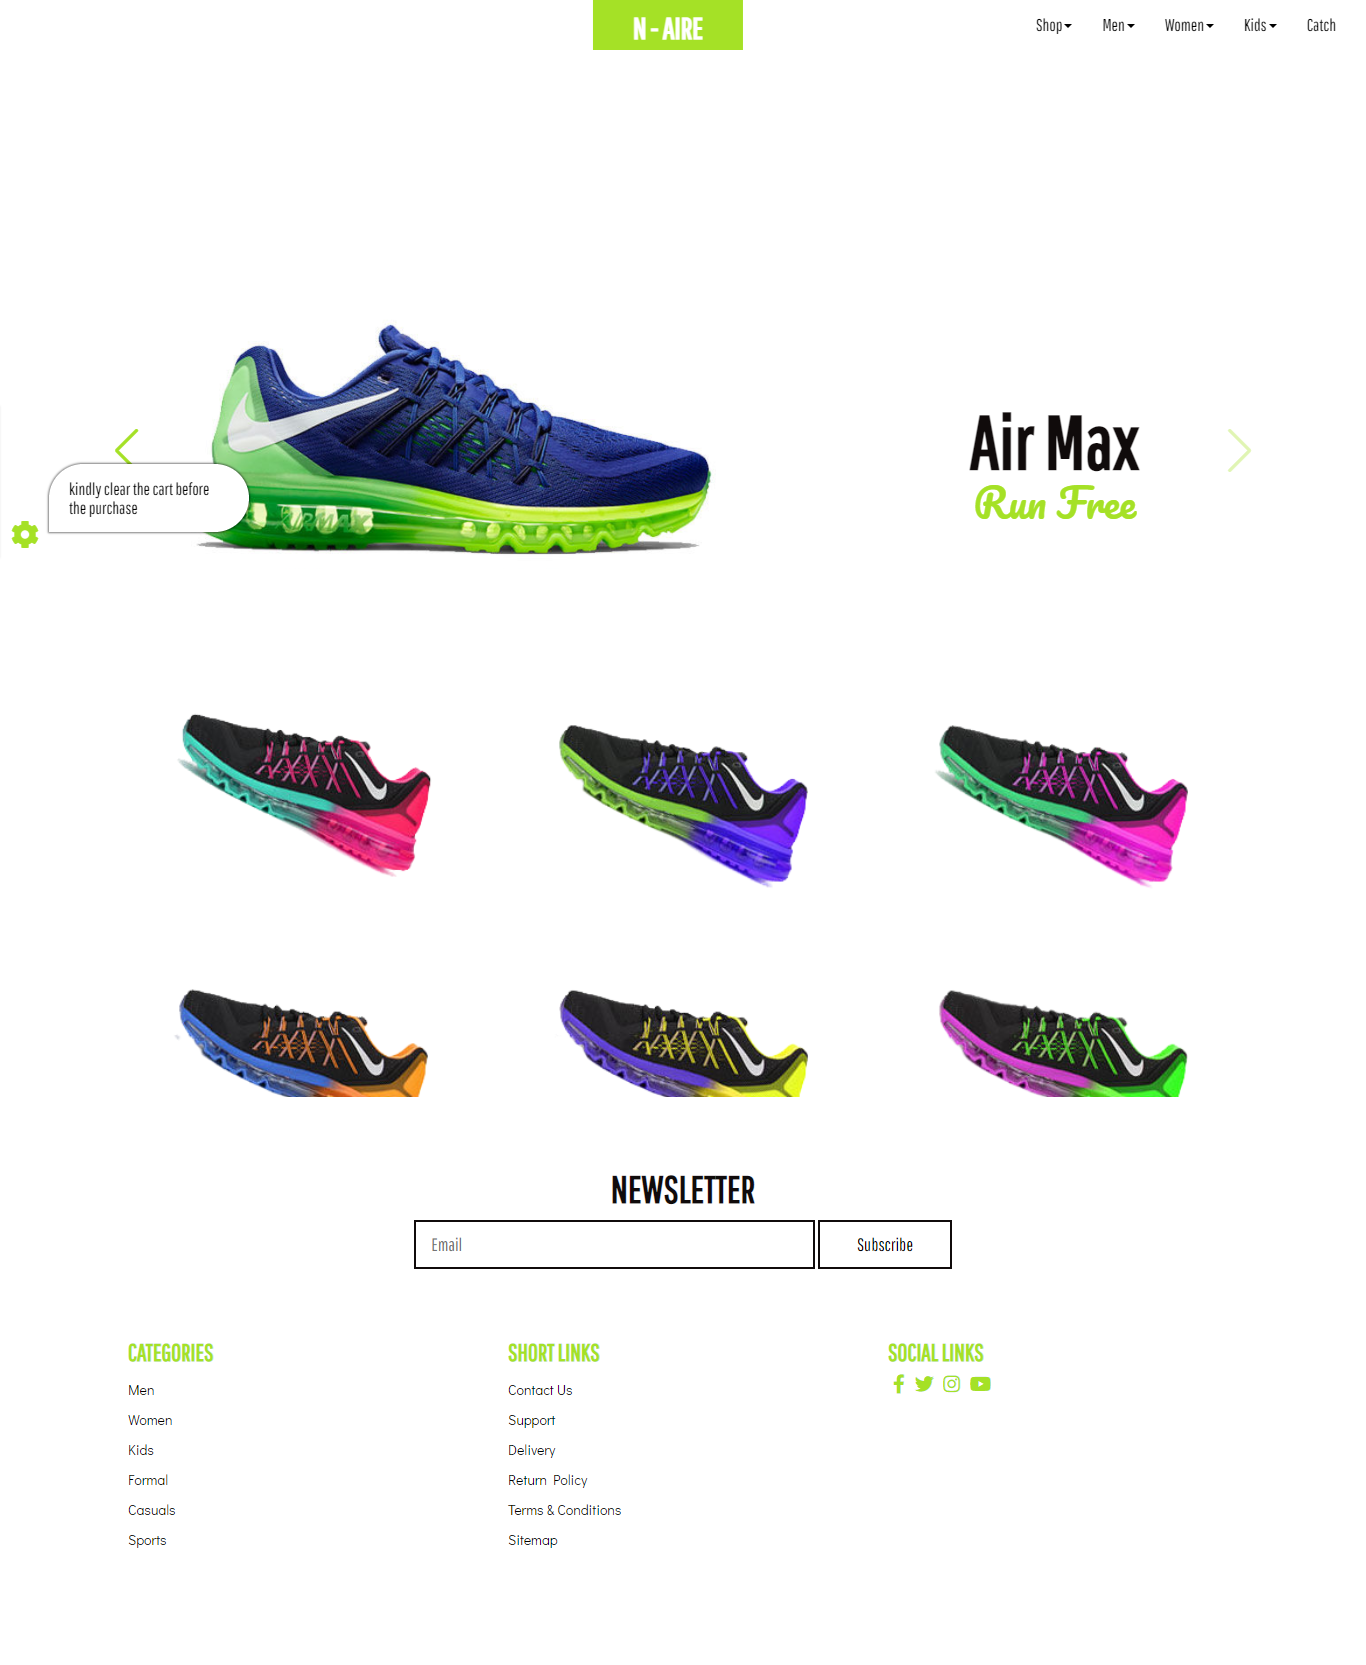 N - AIRE
Shop
Men
Women
Kids
Catch
Air Max
Run Free
kindly clear the cart before
the purchase
AIRMAX
NEWSLETTER
Email
Subscribe
CATEGORIES
Men
Women
Kids
Formal
Casuals
Sports
SHORT LINKS
Contact Us
Support
Delivery
Return Policy
Terms & Conditions
Sitemap
SOCIAL LINKS